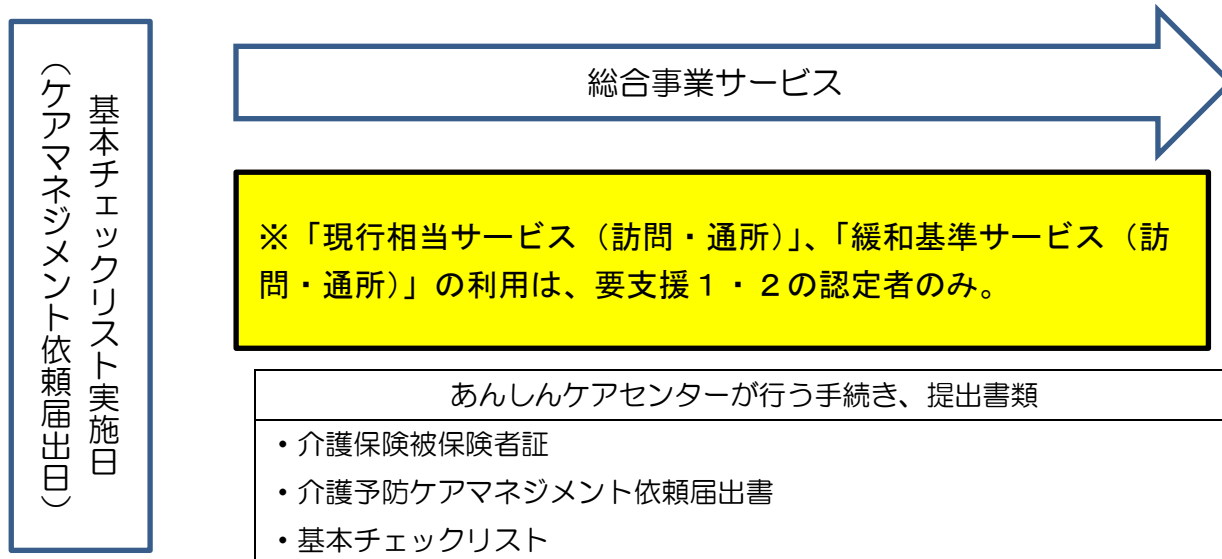 基本チェックリスト実施日
(ケアマネジメント依頼届出日)
総合事業サービス
※「現行相当サービス(訪問・通所)」、「緩和基準サービス(訪
問・通所)」の利用は、要支援1・2の認定者のみ。
あんしんケアセンターが行う手続き、提出書類
・介護保険被保険者証
・介護予防ケアマネジメント依頼届出書
・基本チェックリスト